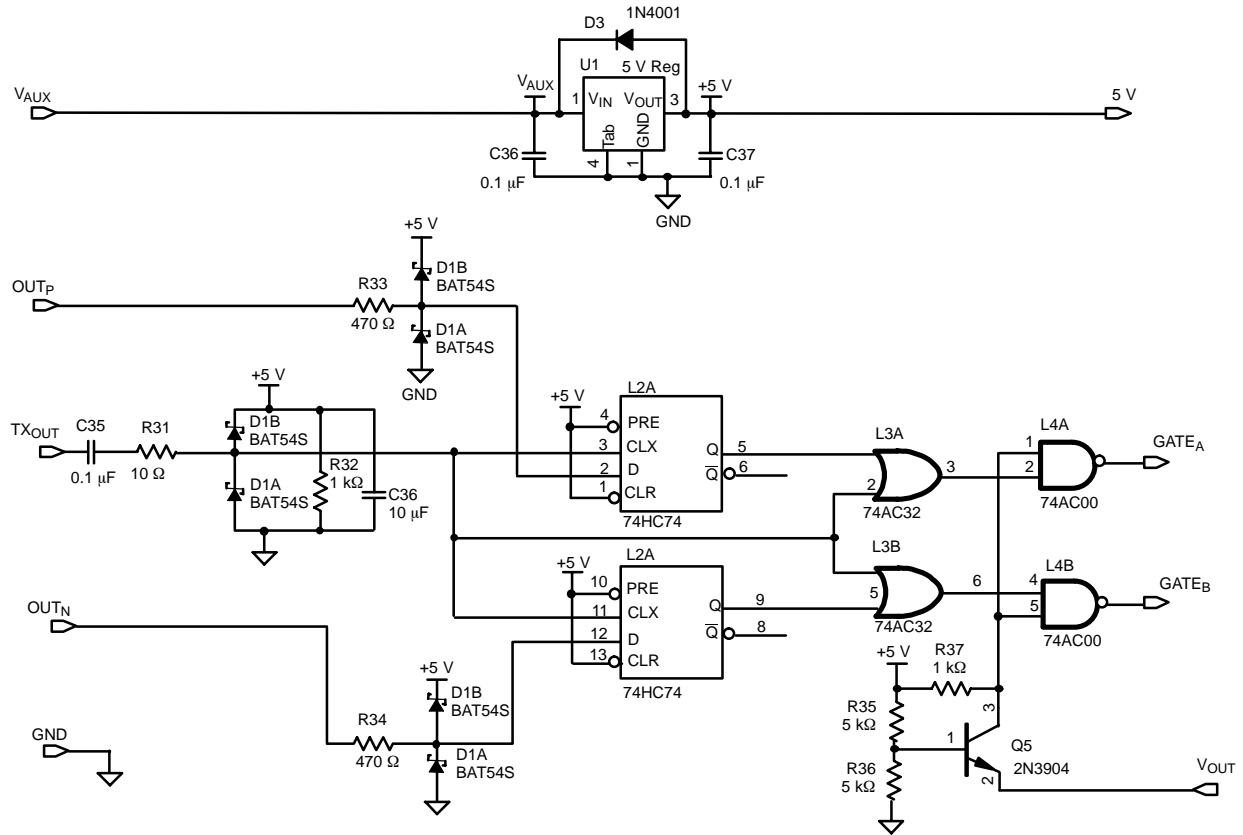 D3
1N4001
U1
5 V Reg
VAUX
VAUX
1
VIN
VOUT
3
+5 V
5 V
Tab
GND
4
1
C36
0.1 μF
C37
0.1 μF
GND
+5 V
D1B
BAT54S
OUTP
R33
470 Ω
D1A
BAT54S
GND
+5 V
TXOUT
C35
0.1 μF
R31
10 Ω
D1B
BAT54S
D1A
BAT54S
R32
1 kΩ
C36
10 μF
+5 V
L2A
4
PRE
3
CLX
2
D
1
CLR
Q
5
Q
6
74HC74
L3A
2
3
74AC32
L4A
1
2
74AC00
GATEA
+5 V
L2A
10
PRE
11
CLX
12
D
13
CLR
Q
9
Q
8
74HC74
L3B
5
6
74AC32
L4B
4
5
74AC00
GATEB
OUTN
R34
470 Ω
+5 V
D1B
BAT54S
D1A
BAT54S
GND
+5 V
R37
1 kΩ
R35
5 kΩ
R36
5 kΩ
1
3
2
Q5
2N3904
VOUT